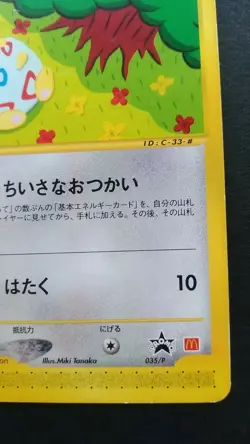 ID:C-33-#
ちいさなおつかい
て」の数ぶんの「基本エネルギーカード」を、自分の山札
ーイヤーに見せてから、手札に加える。その後、その山札
はたく 10
抵抗力 にげる
on Illus.Miki Tanaka 035/P